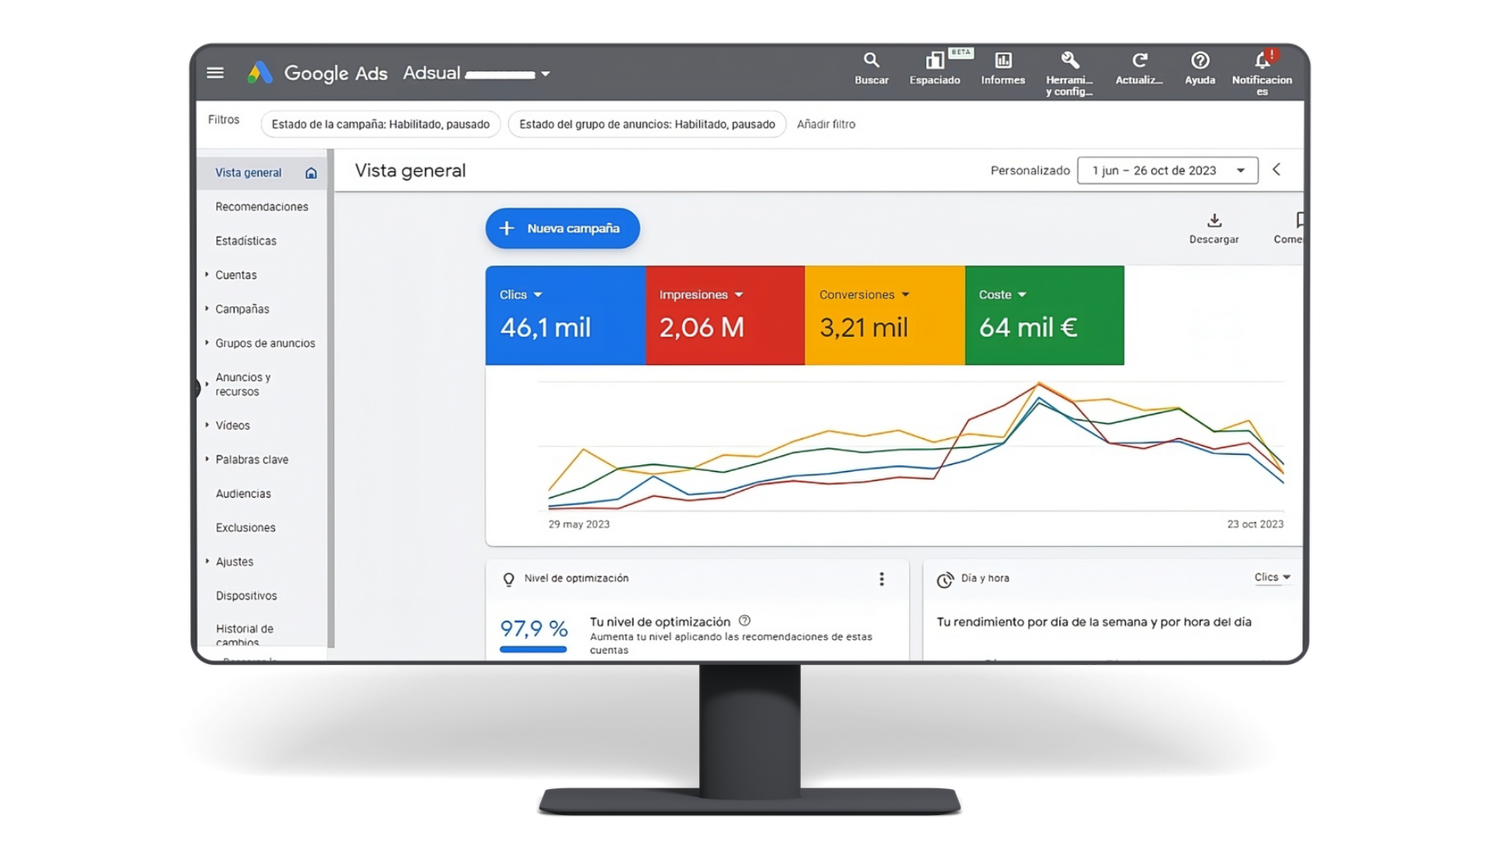 Google Ads Adsual
Buscar
Espaciado
BETA
Informes
Herrami...
y config...
Actualiz...
Ayuda
!
Notificacion
es
Filtros
Estado de la campaña: Habilitado, pausado
Estado del grupo de anuncios: Habilitado, pausado
Añadir filtro
Vista general
Recomendaciones
Estadísticas
Cuentas
Campañas
Grupos de anuncios
Anuncios y
recursos
Vídeos
Palabras clave
Audiencias
Exclusiones
Ajustes
Dispositivos
Historial de
cambios
Vista general
Personalizado
1 jun – 26 oct de 2023
Nueva campaña
Descargar
Come
Clics
46,1 mil
Impresiones
2,06 M
Conversiones
3,21 mil
Coste
64 mil €
29 may 2023
23 oct 2023
Nivel de optimización
97,9 %
Tu nivel de optimización
Aumenta tu nivel aplicando las recomendaciones de estas
cuentas
Día y hora
Clics
Tu rendimiento por día de la semana y por hora del día